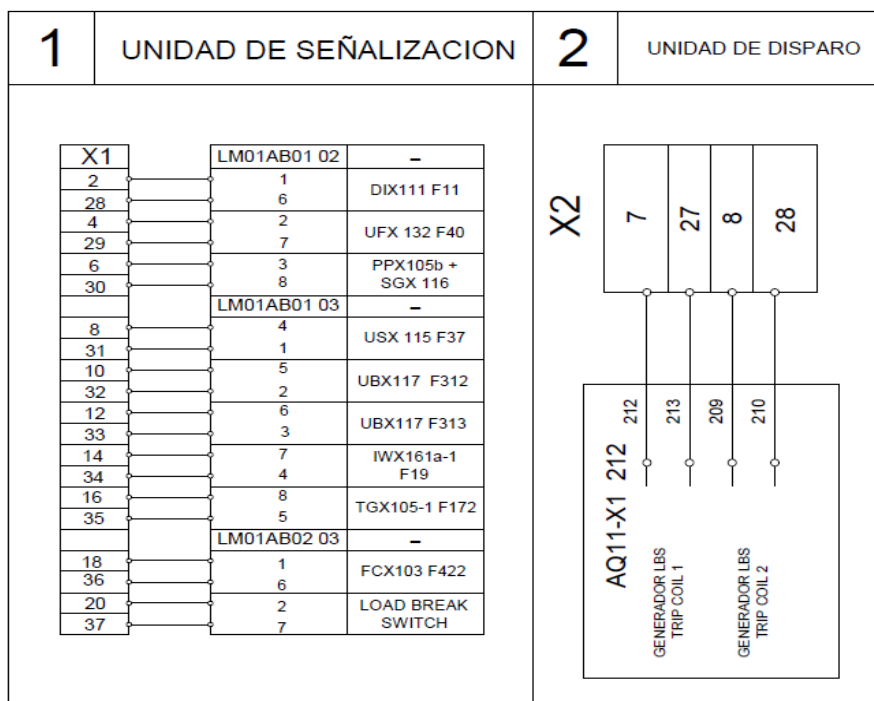 1 UNIDAD DE SEÑALIZACION
2 UNIDAD DE DISPARO
X1 LM01AB01 02 –
2 1 DIX111 F11
28 6
4 2 UFX 132 F40
29 7
6 3 PPX105b +
30 8 SGX 116
LM01AB01 03 –
8 4 USX 115 F37
31 1
10 5 UBX117 F312
32 2
12 6 UBX117 F313
33 3
14 7 IWX161a-1
34 4 F19
16 8 TGX105-1 F172
35 5
LM01AB02 03 –
18 1 FCX103 F422
36 6
20 2 LOAD BREAK
37 7 SWITCH
X2 7 27 8 28
212 213 209 210
AQ11-X1 212
GENERADOR LBS
TRIP COIL 1
GENERADOR LBS
TRIP COIL 2